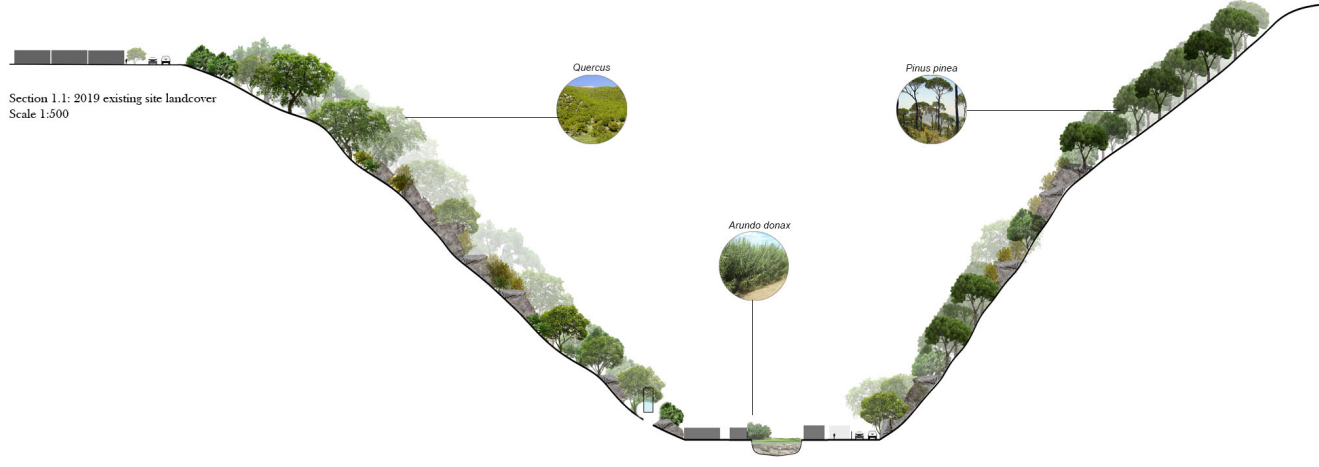 Quercus
Pinus pinea
Section 1.1: 2019 existing site landcover
Scale 1:500
Arundo donax